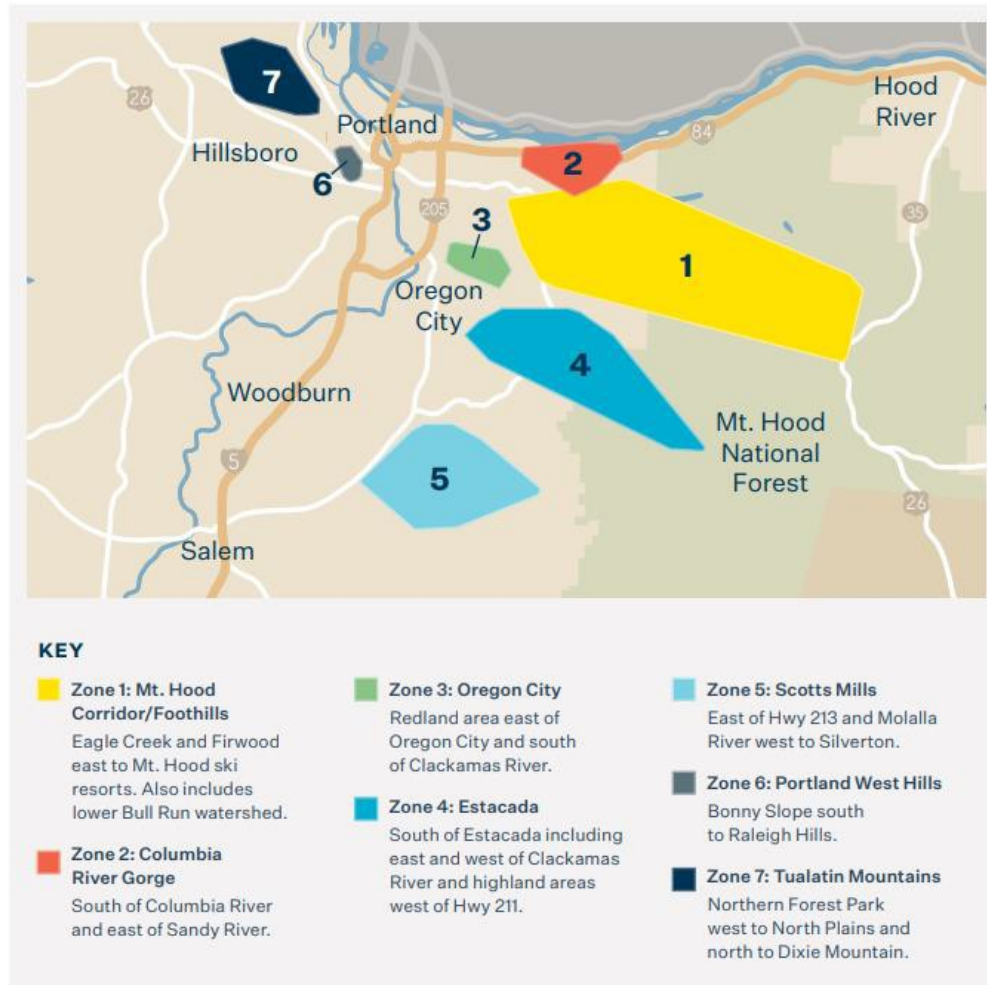 7
26
Portland
Hillsboro
6
Hood
River
84
2
205
3
35
1
Oregon
City
4
Woodburn
Mt. Hood
National
Forest
5
5
26
Salem
KEY
Zone 1: Mt. Hood
Corridor/Foothills
Eagle Creek and Firwood
east to Mt. Hood ski
resorts. Also includes
lower Bull Run watershed.
Zone 2: Columbia
River Gorge
South of Columbia River
and east of Sandy River.
Zone 3: Oregon City
Redland area east of
Oregon City and south
of Clackamas River.
Zone 4: Estacada
South of Estacada including
east and west of Clackamas
River and highland areas
west of Hwy 211.
Zone 5: Scotts Mills
East of Hwy 213 and Molalla
River west to Silverton.
Zone 6: Portland West Hills
Bonny Slope south
to Raleigh Hills.
Zone 7: Tualatin Mountains
Northern Forest Park
west to North Plains and
north to Dixie Mountain.